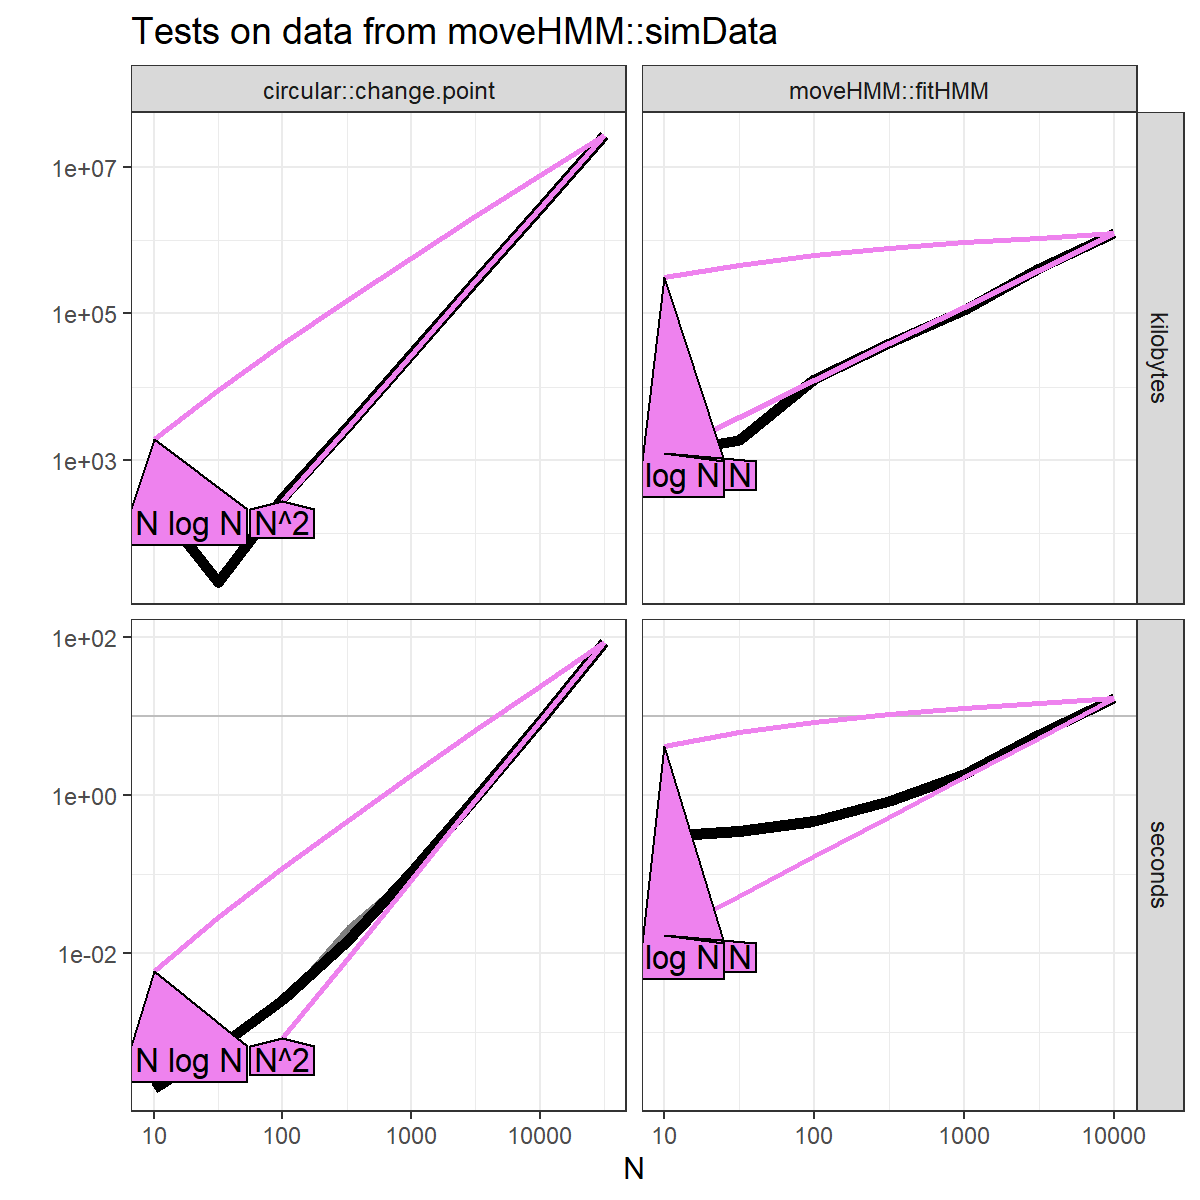 Tests on data from moveHMM::simData
circular::change.point
moveHMM::fitHMM
1e+07
1e+05
1e+03
N log N
N^2
log N
N
kilobytes
1e+02
1e+00
1e-02
N log N
N^2
log N
N
seconds
10 100 1000 10000
10 100 1000 10000
N